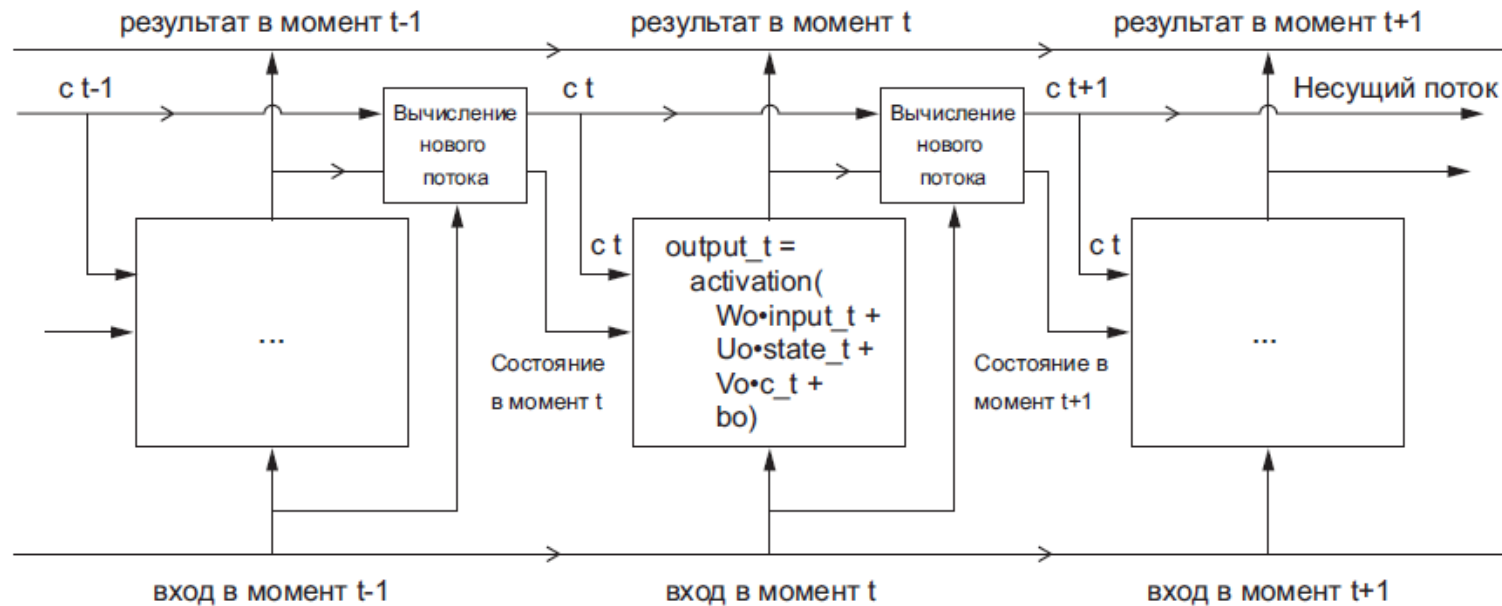 результат в момент t-1
результат в момент t
результат в момент t+1
c t-1
c t
c t+1
Несущий поток
Вычисление
нового
потока
Вычисление
нового
потока
c t
c t
...
output_t =
activation(
Wo•input_t +
Uo•state_t +
Vo•c_t +
bo)
...
Состояние
в момент t
Состояние в
момент t+1
вход в момент t-1
вход в момент t
вход в момент t+1